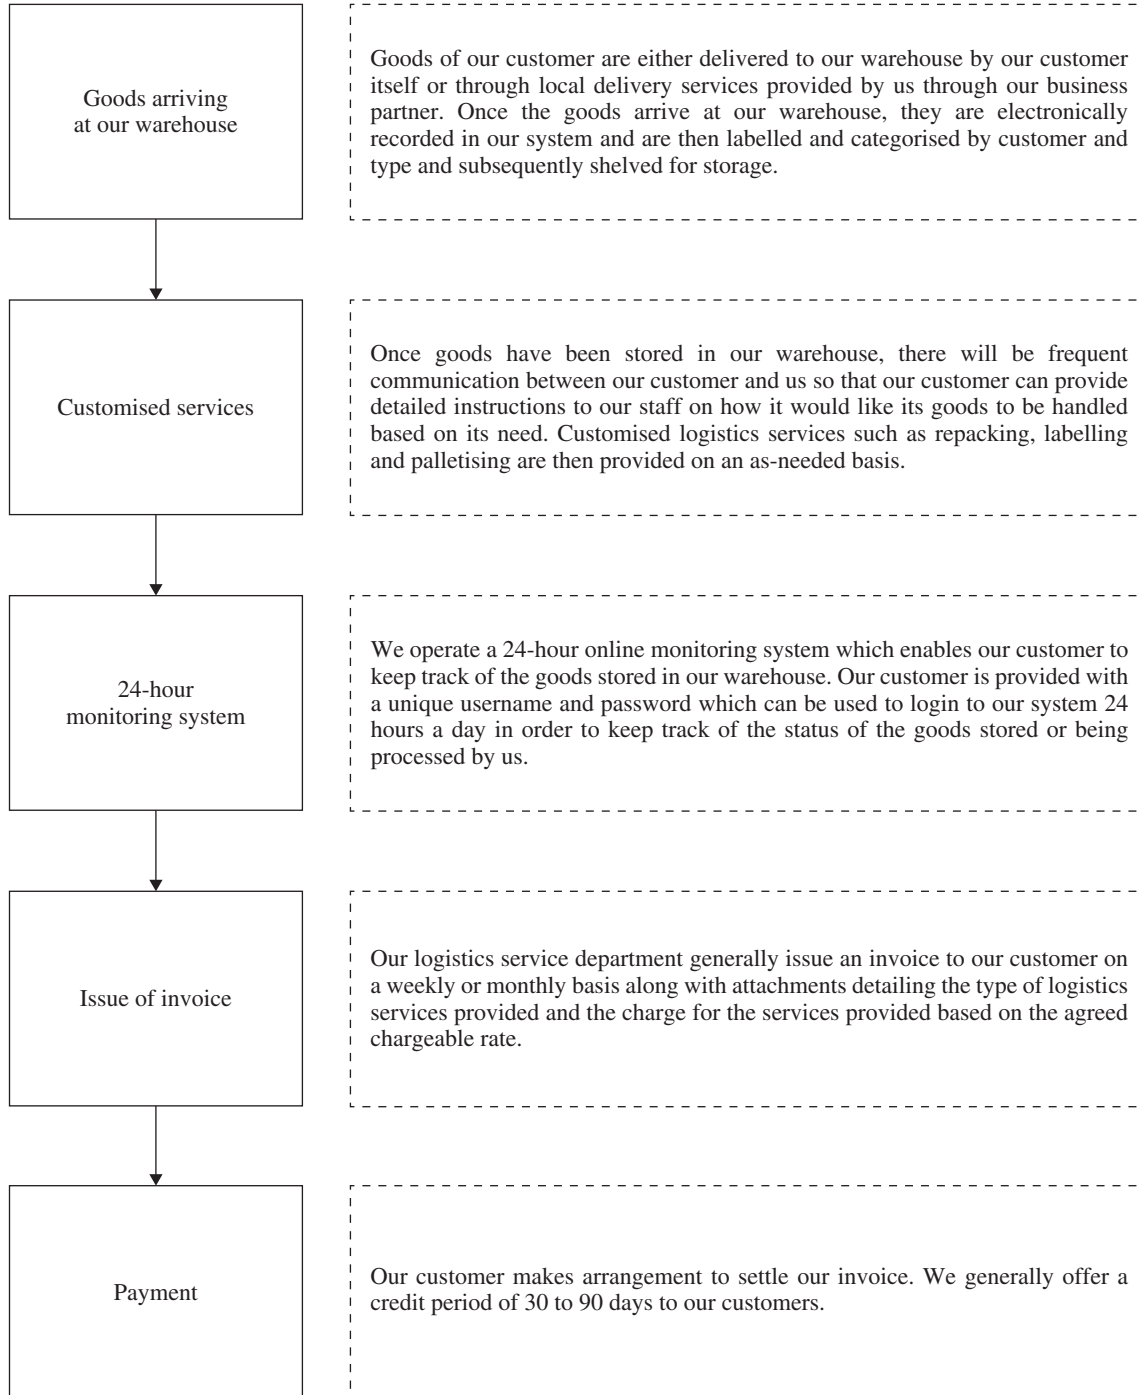 Goods arriving
at our warehouse
Goods of our customer are either delivered to our warehouse by our customer
itself or through local delivery services provided by us through our business
partner. Once the goods arrive at our warehouse, they are electronically
recorded in our system and are then labelled and categorised by customer and
type and subsequently shelved for storage.
Customised services
Once goods have been stored in our warehouse, there will be frequent
communication between our customer and us so that our customer can provide
detailed instructions to our staff on how it would like its goods to be handled
based on its need. Customised logistics services such as repacking, labelling
and palletising are then provided on an as-needed basis.
24-hour
monitoring system
We operate a 24-hour online monitoring system which enables our customer to
keep track of the goods stored in our warehouse. Our customer is provided with
a unique username and password which can be used to login to our system 24
hours a day in order to keep track of the status of the goods stored or being
processed by us.
Issue of invoice
Our logistics service department generally issue an invoice to our customer on
a weekly or monthly basis along with attachments detailing the type of logistics
services provided and the charge for the services provided based on the agreed
chargeable rate.
Payment
Our customer makes arrangement to settle our invoice. We generally offer a
credit period of 30 to 90 days to our customers.